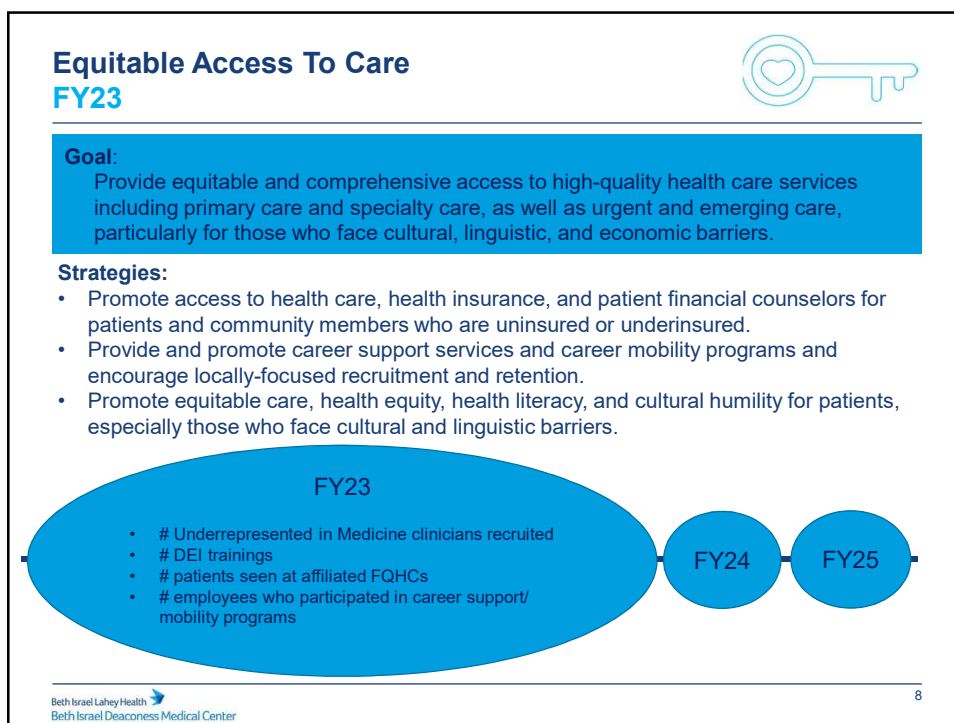 Equitable Access To Care
FY23
Goal:
Provide equitable and comprehensive access to high-quality health care services
including primary care and specialty care, as well as urgent and emerging care,
particularly for those who face cultural, linguistic, and economic barriers.
Strategies:
• Promote access to health care, health insurance, and patient financial counselors for
patients and community members who are uninsured or underinsured.
• Provide and promote career support services and career mobility programs and
encourage locally-focused recruitment and retention.
• Promote equitable care, health equity, health literacy, and cultural humility for patients,
especially those who face cultural and linguistic barriers.
FY23
• # Underrepresented in Medicine clinicians recruited
• # DEI trainings
• # patients seen at affiliated FQHCs
• # employees who participated in career support/
mobility programs
FY24
FY25
Beth Israel Lahey Health
Beth Israel Deaconess Medical Center
8